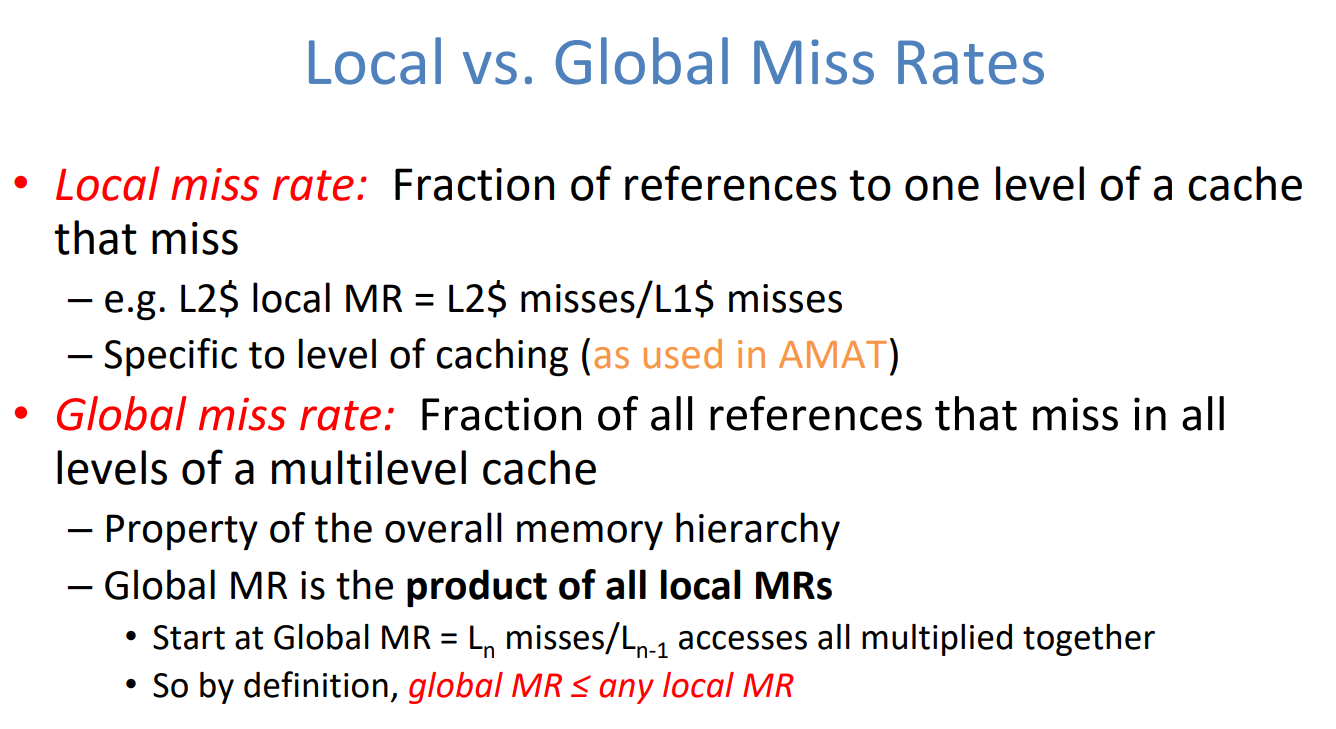 Local vs. Global Miss Rates
• Local miss rate: Fraction of references to one level of a cache
that miss
– e.g. L2$ local MR = L2$ misses/L1$ misses
– Specific to level of caching (as used in AMAT)
• Global miss rate: Fraction of all references that miss in all
levels of a multilevel cache
– Property of the overall memory hierarchy
– Global MR is the product of all local MRs
• Start at Global MR = Lₙ misses/Lₙ₋₁ accesses all multiplied together
• So by definition, global MR ≤ any local MR